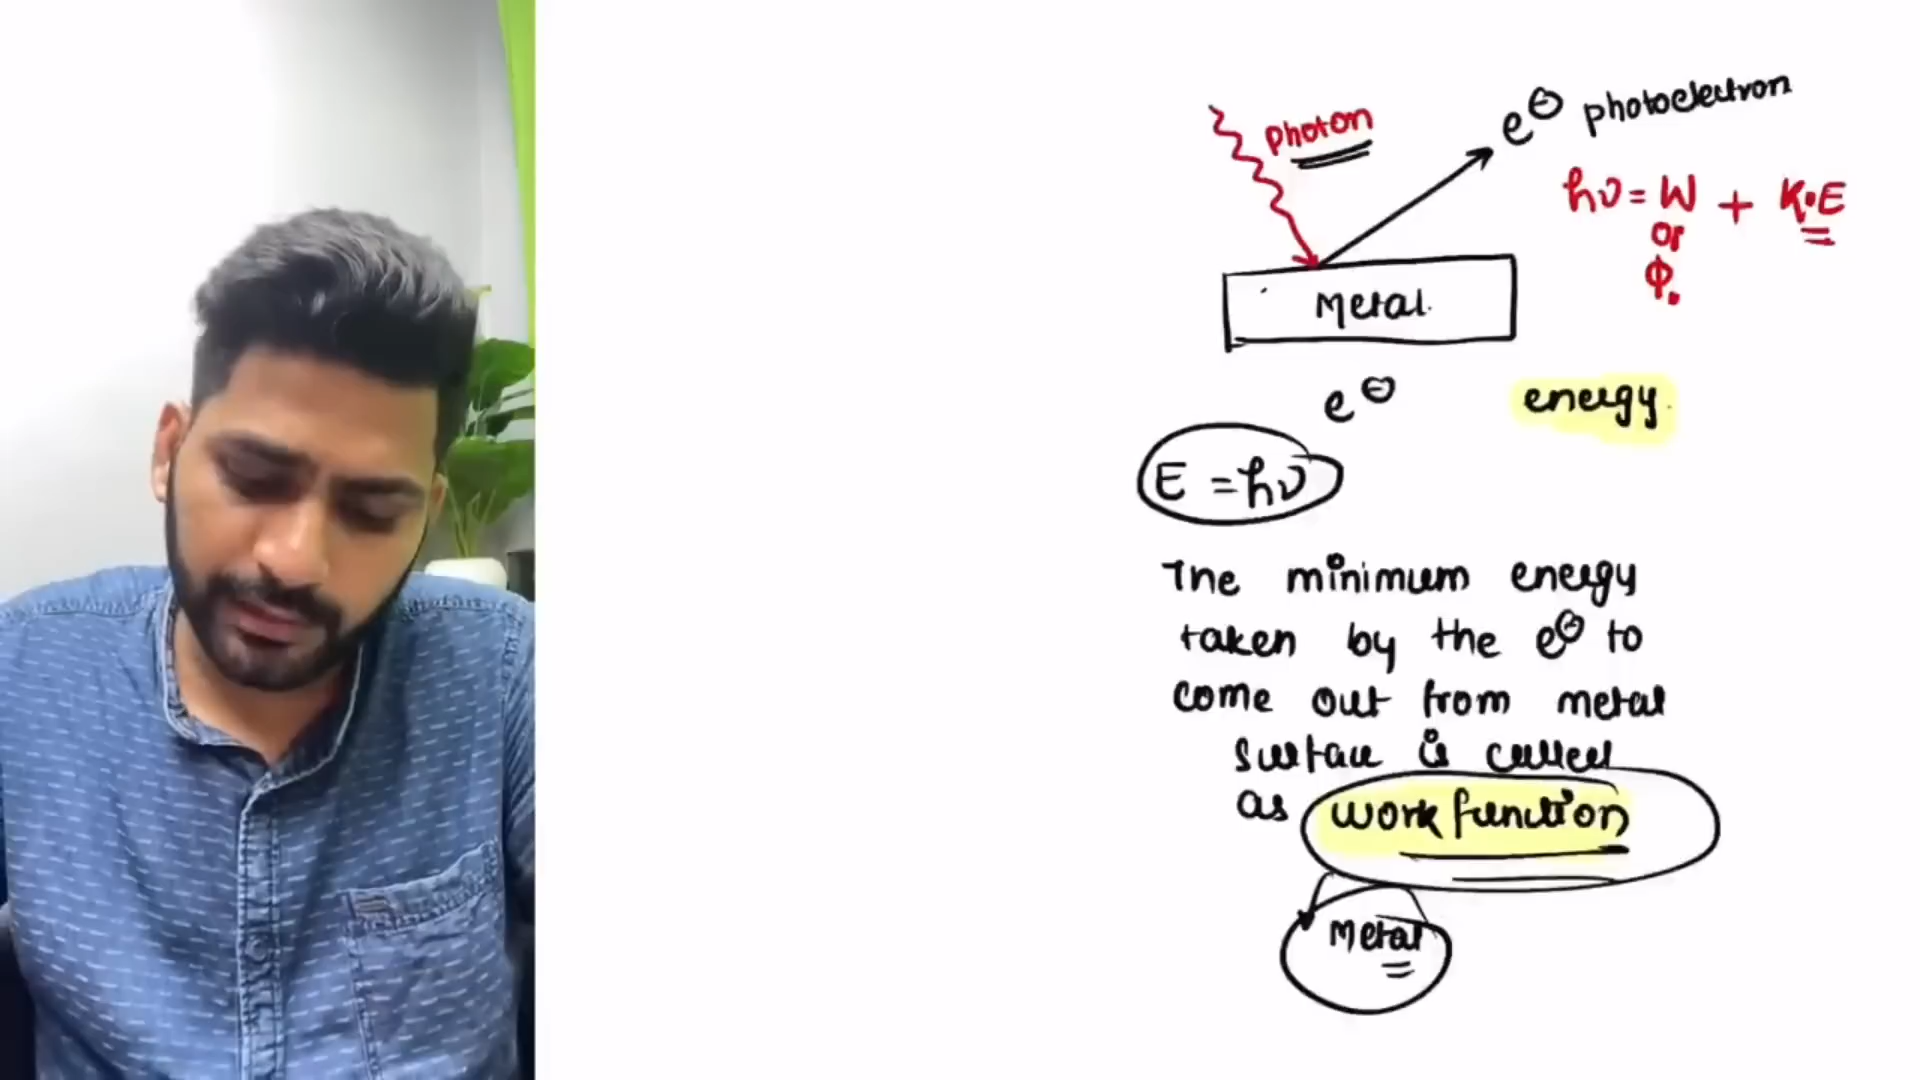 photon
e⊖ photoelectron
hν = W + K.E
or
Φ.
Metal.
e⊖
energy.
E = hν
The minimum energy
taken by the e⊖ to
come out from metal
surface is called
as work function
Metal